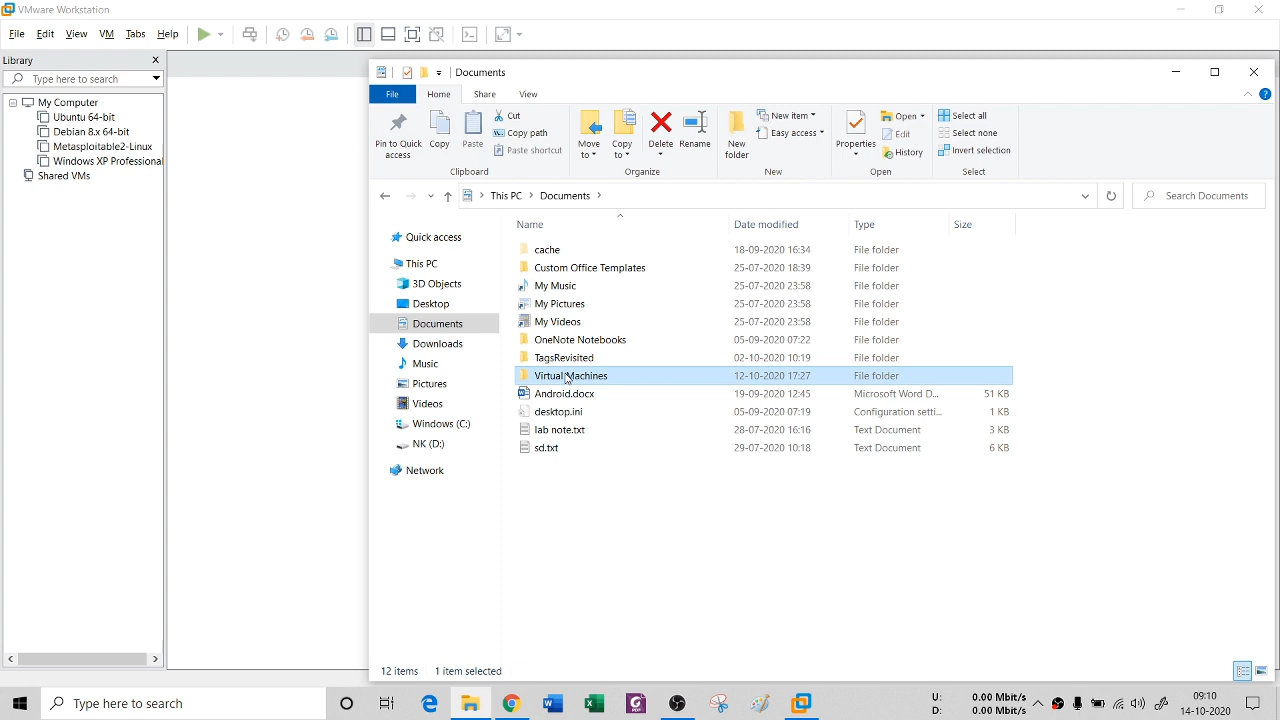 VMware Workstation
File Edit View VM Tabs Help
Library
Type here to search
My Computer
Ubuntu 64-bit
Debian 8.x 64-bit
Metasploitable2-Linux
Windows XP Professional
Shared VMs
Documents
File Home Share View
Pin to Quick access
Copy
Paste
Cut
Copy path
Paste shortcut
Clipboard
Move to
Copy to
Delete
Rename
Organize
New folder
New item
Easy access
New
Properties
Open
Edit
History
Open
Select all
Select none
Invert selection
Select
This PC Documents
Search Documents
Name Date modified Type Size
Quick access
This PC
3D Objects
Desktop
Documents
Downloads
Music
Pictures
Videos
Windows (C:)
NK (D:)
Network
cache 18-09-2020 16:34 File folder
Custom Office Templates 25-07-2020 18:39 File folder
My Music 25-07-2020 23:58 File folder
My Pictures 25-07-2020 23:58 File folder
My Videos 25-07-2020 23:58 File folder
OneNote Notebooks 05-09-2020 07:22 File folder
TagsRevisited 02-10-2020 10:19 File folder
Virtual Machines 12-10-2020 17:27 File folder
Android.docx 19-09-2020 12:45 Microsoft Word D... 51 KB
desktop.ini 05-09-2020 07:19 Configuration setti... 1 KB
lab note.txt 28-07-2020 16:16 Text Document 3 KB
sd.txt 29-07-2020 10:18 Text Document 6 KB
12 items 1 item selected
Type here to search
U: 0.00 Mbit/s
D: 0.00 Mbit/s
09:10
14-10-2020